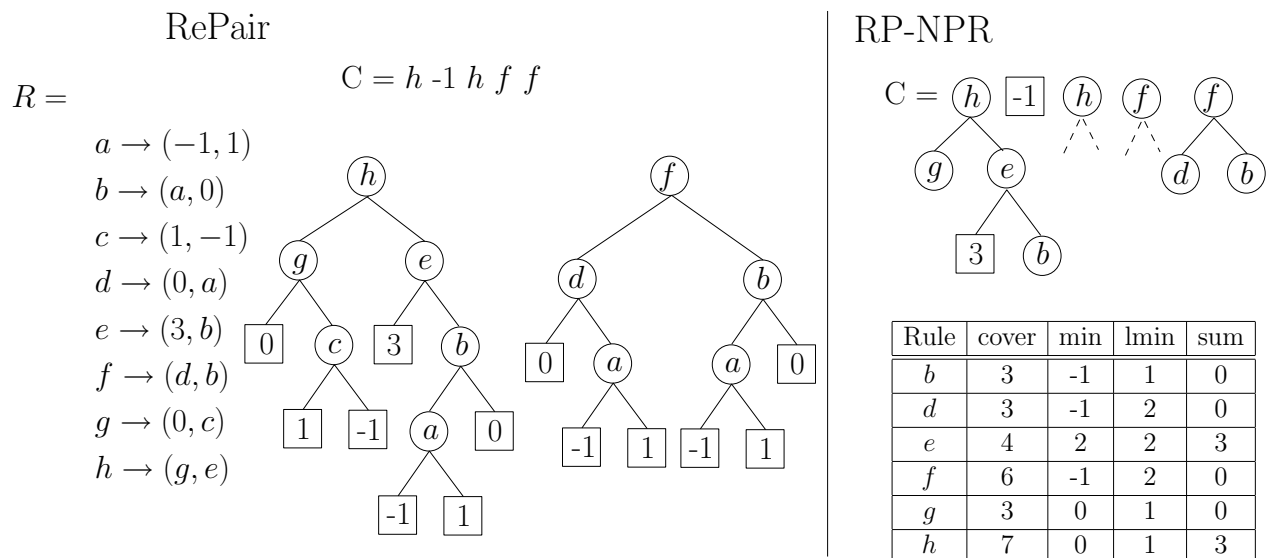 RePair
C = h -1 h f f
R =
a → (−1, 1)
b → (a, 0)
c → (1, −1)
d → (0, a)
e → (3, b)
f → (d, b)
g → (0, c)
h → (g, e)
h
g e
0 c 3 b
1 -1 a 0
-1 1
f
d b
0 a a 0
-1 1 -1 1
RP-NPR
C = h -1 h f f
g e d b
3 b
Rule cover min lmin sum
b 3 -1 1 0
d 3 -1 2 0
e 4 2 2 3
f 6 -1 2 0
g 3 0 1 0
h 7 0 1 3